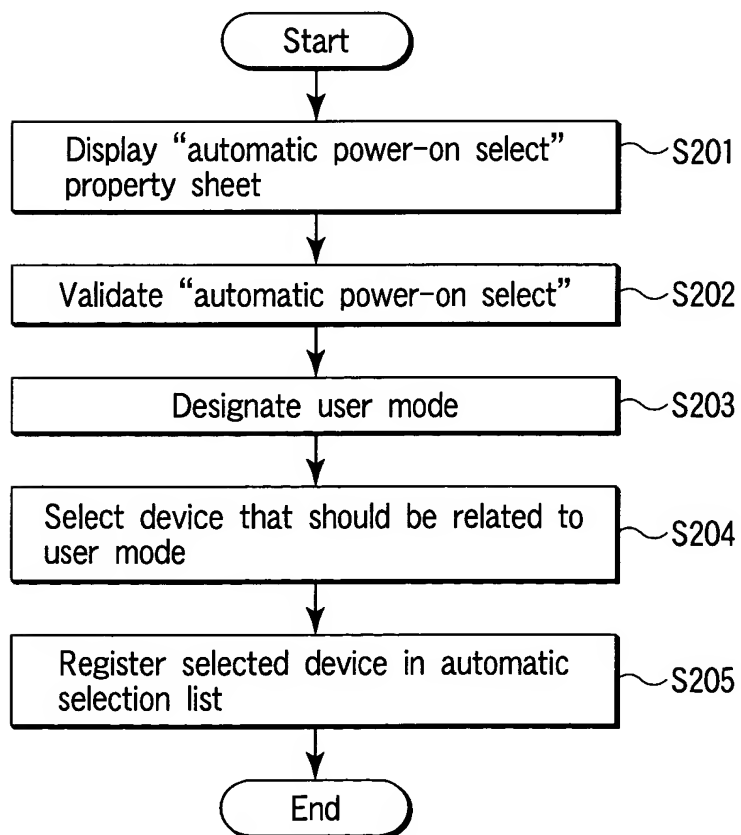 Start
Display “automatic power-on select”
property sheet
S201
Validate “automatic power-on select”
S202
Designate user mode
S203
Select device that should be related to
user mode
S204
Register selected device in automatic
selection list
S205
End